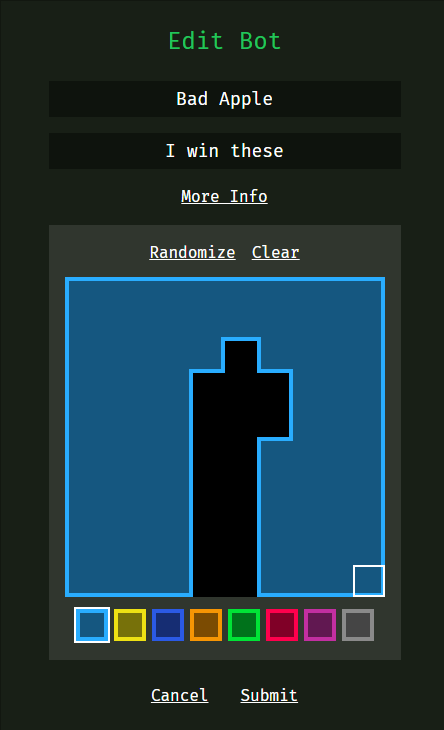 Edit Bot
Bad Apple
I win these
More Info
Randomize Clear
Cancel Submit